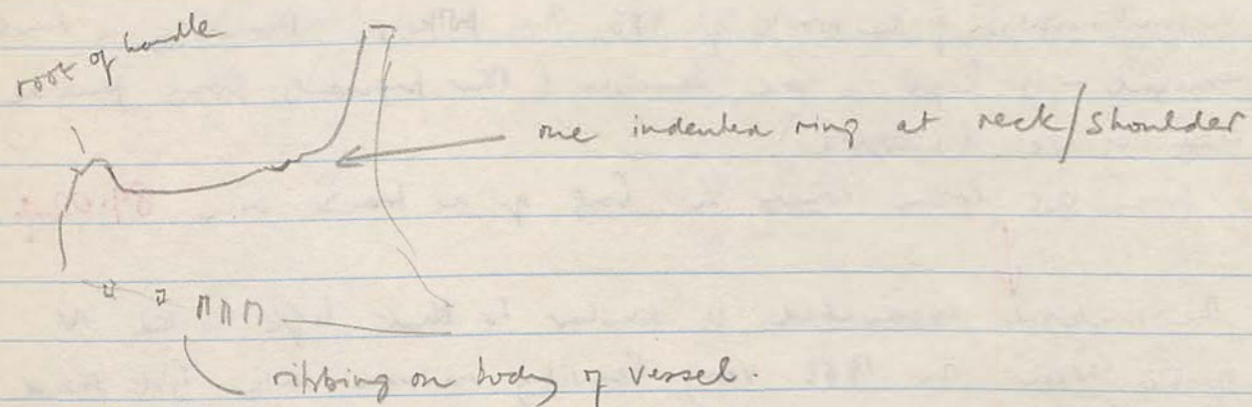 root of handle
one indented ring at neck/shoulder
ribbing on body of vessel.